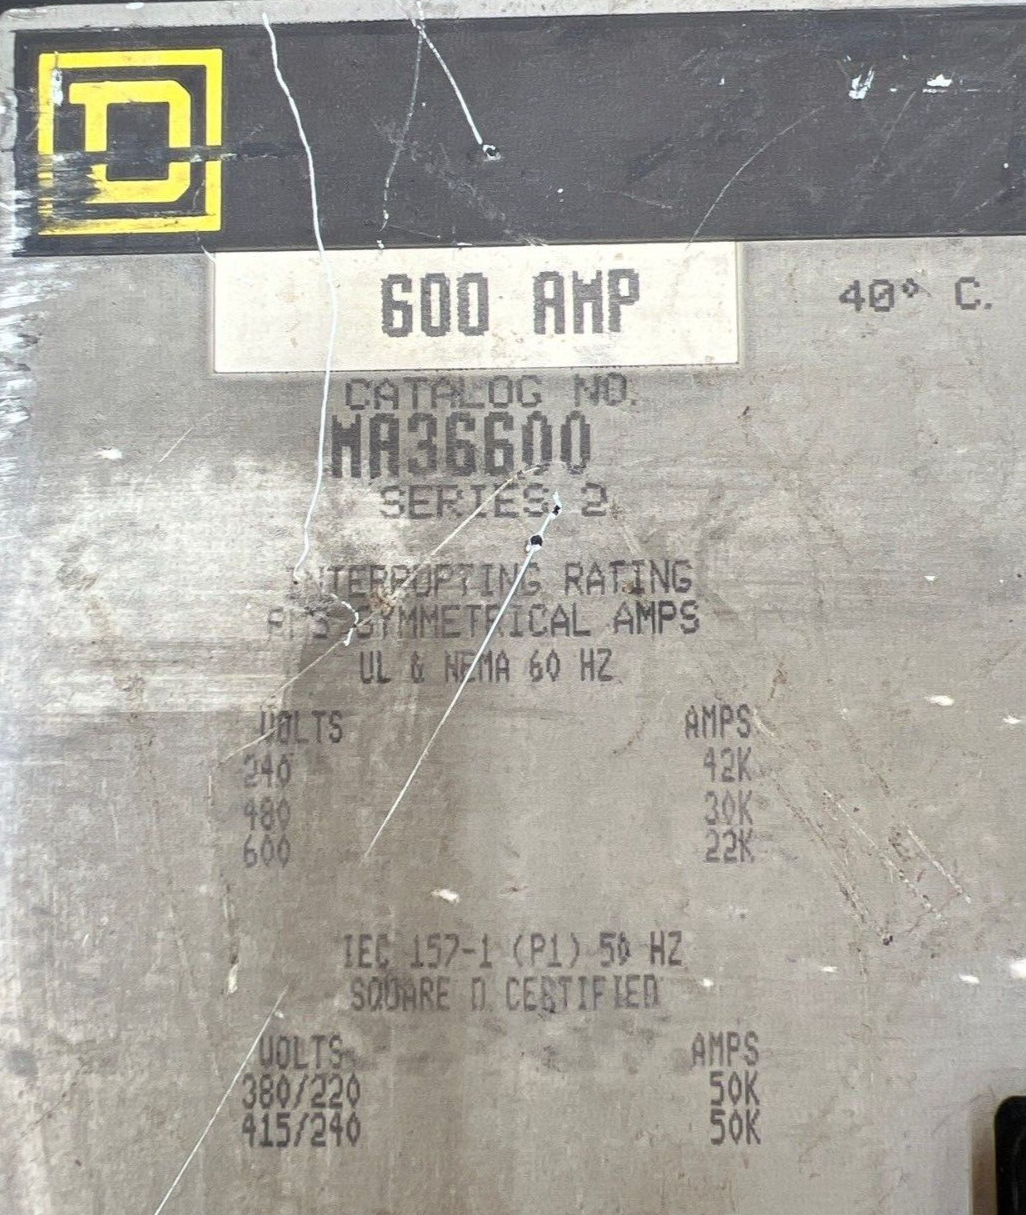 D
600 AMP
40° C.
CATALOG NO.
MA36600
SERIES 2
INTERRUPTING RATING
RMS SYMMETRICAL AMPS
UL & NEMA 60 HZ
VOLTS AMPS
240 42K
480 30K
600 22K
IEC 157-1 (P1) 50 HZ
SQUARE D CERTIFIED
VOLTS AMPS
380/220 50K
415/240 50K